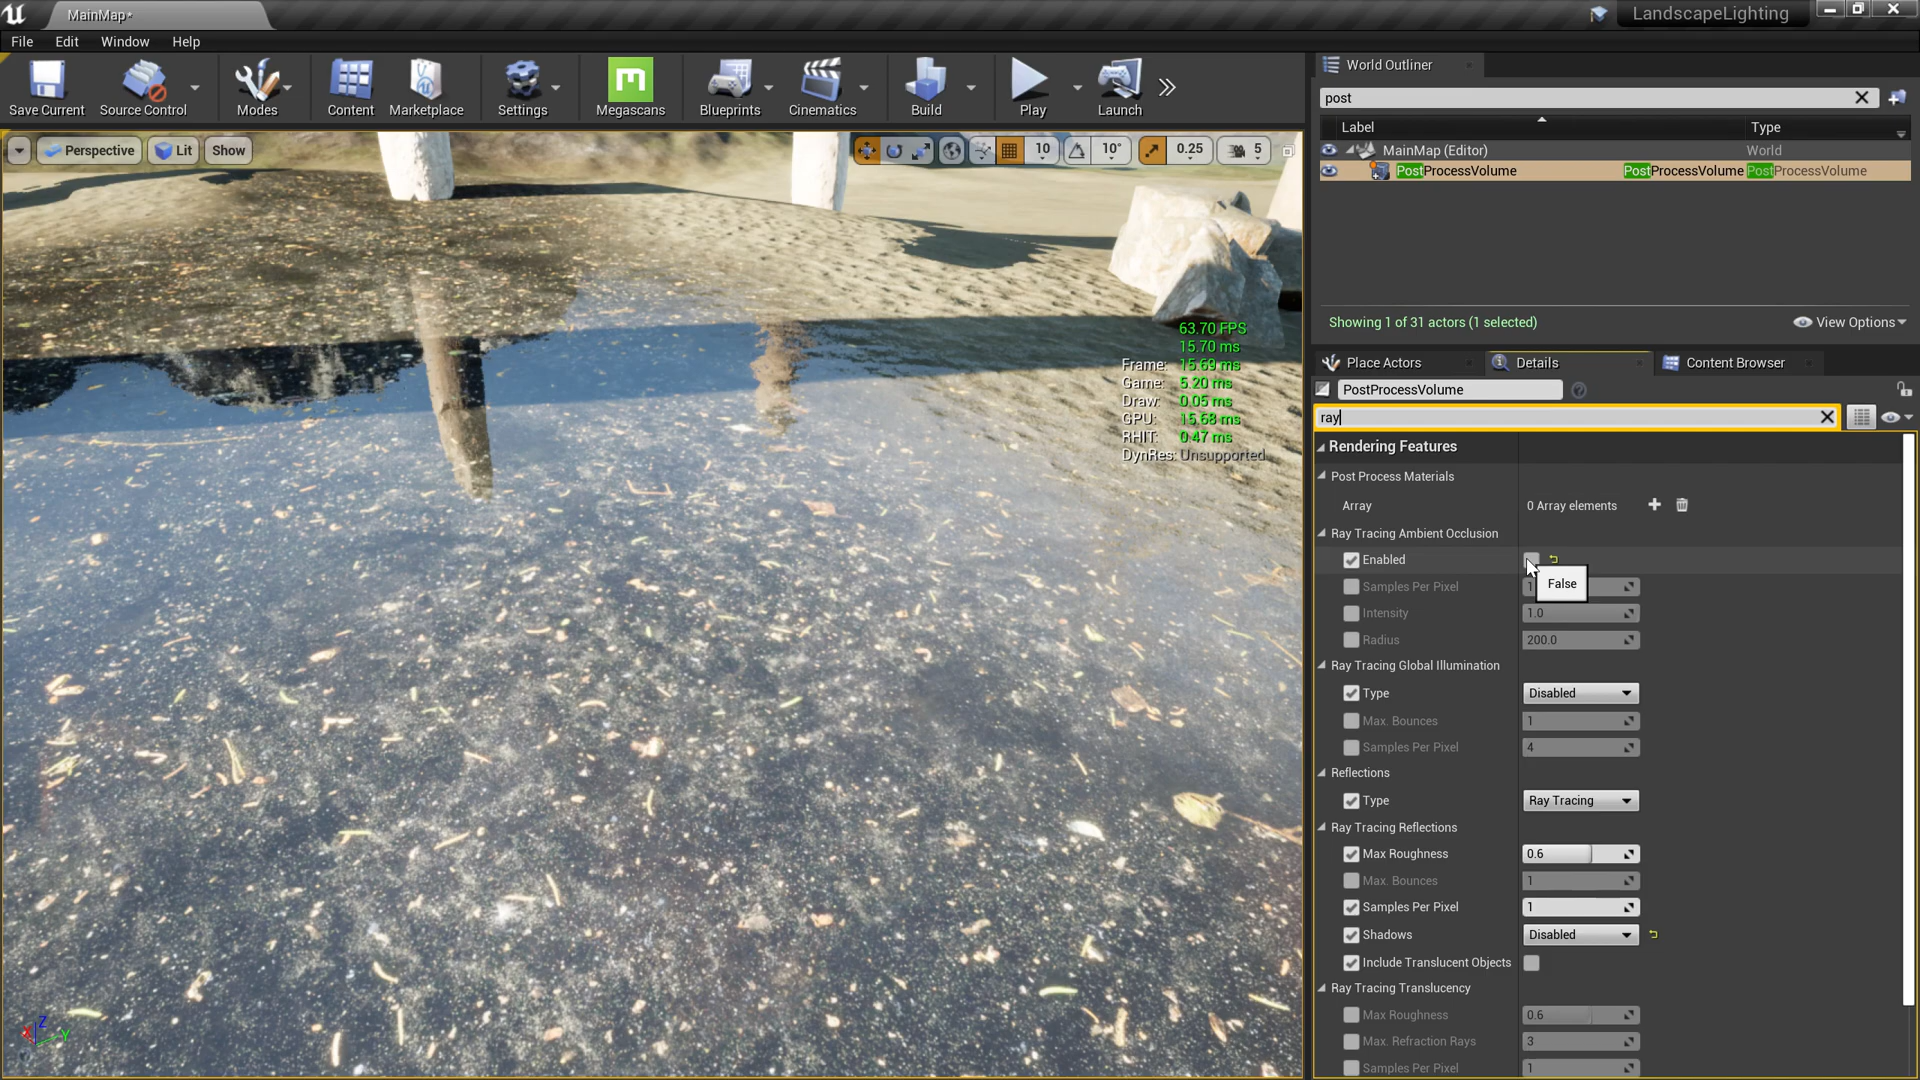 MainMap*
LandscapeLighting
File Edit Window Help
Save Current Source Control Modes Content Marketplace Settings Megascans Blueprints Cinematics Build Play Launch
Perspective Lit Show
10 10° 0.25 5
63.70 FPS
15.70 ms
Frame: 15.69 ms
Game: 5.20 ms
Draw: 0.05 ms
GPU: 15.68 ms
RHIT: 0.47 ms
DynRes: Unsupported
X Z Y
World Outliner
post
Label Type
MainMap (Editor) World
PostProcessVolume PostProcessVolume PostProcessVolume
Showing 1 of 31 actors (1 selected) View Options
Place Actors Details Content Browser
PostProcessVolume
ray
Rendering Features
Post Process Materials
Array 0 Array elements
Ray Tracing Ambient Occlusion
Enabled
False
Samples Per Pixel 1
Intensity 1.0
Radius 200.0
Ray Tracing Global Illumination
Type Disabled
Max. Bounces 1
Samples Per Pixel 4
Reflections
Type Ray Tracing
Ray Tracing Reflections
Max Roughness 0.6
Max. Bounces 1
Samples Per Pixel 1
Shadows Disabled
Include Translucent Objects
Ray Tracing Translucency
Max Roughness 0.6
Max. Refraction Rays 3
Samples Per Pixel 1